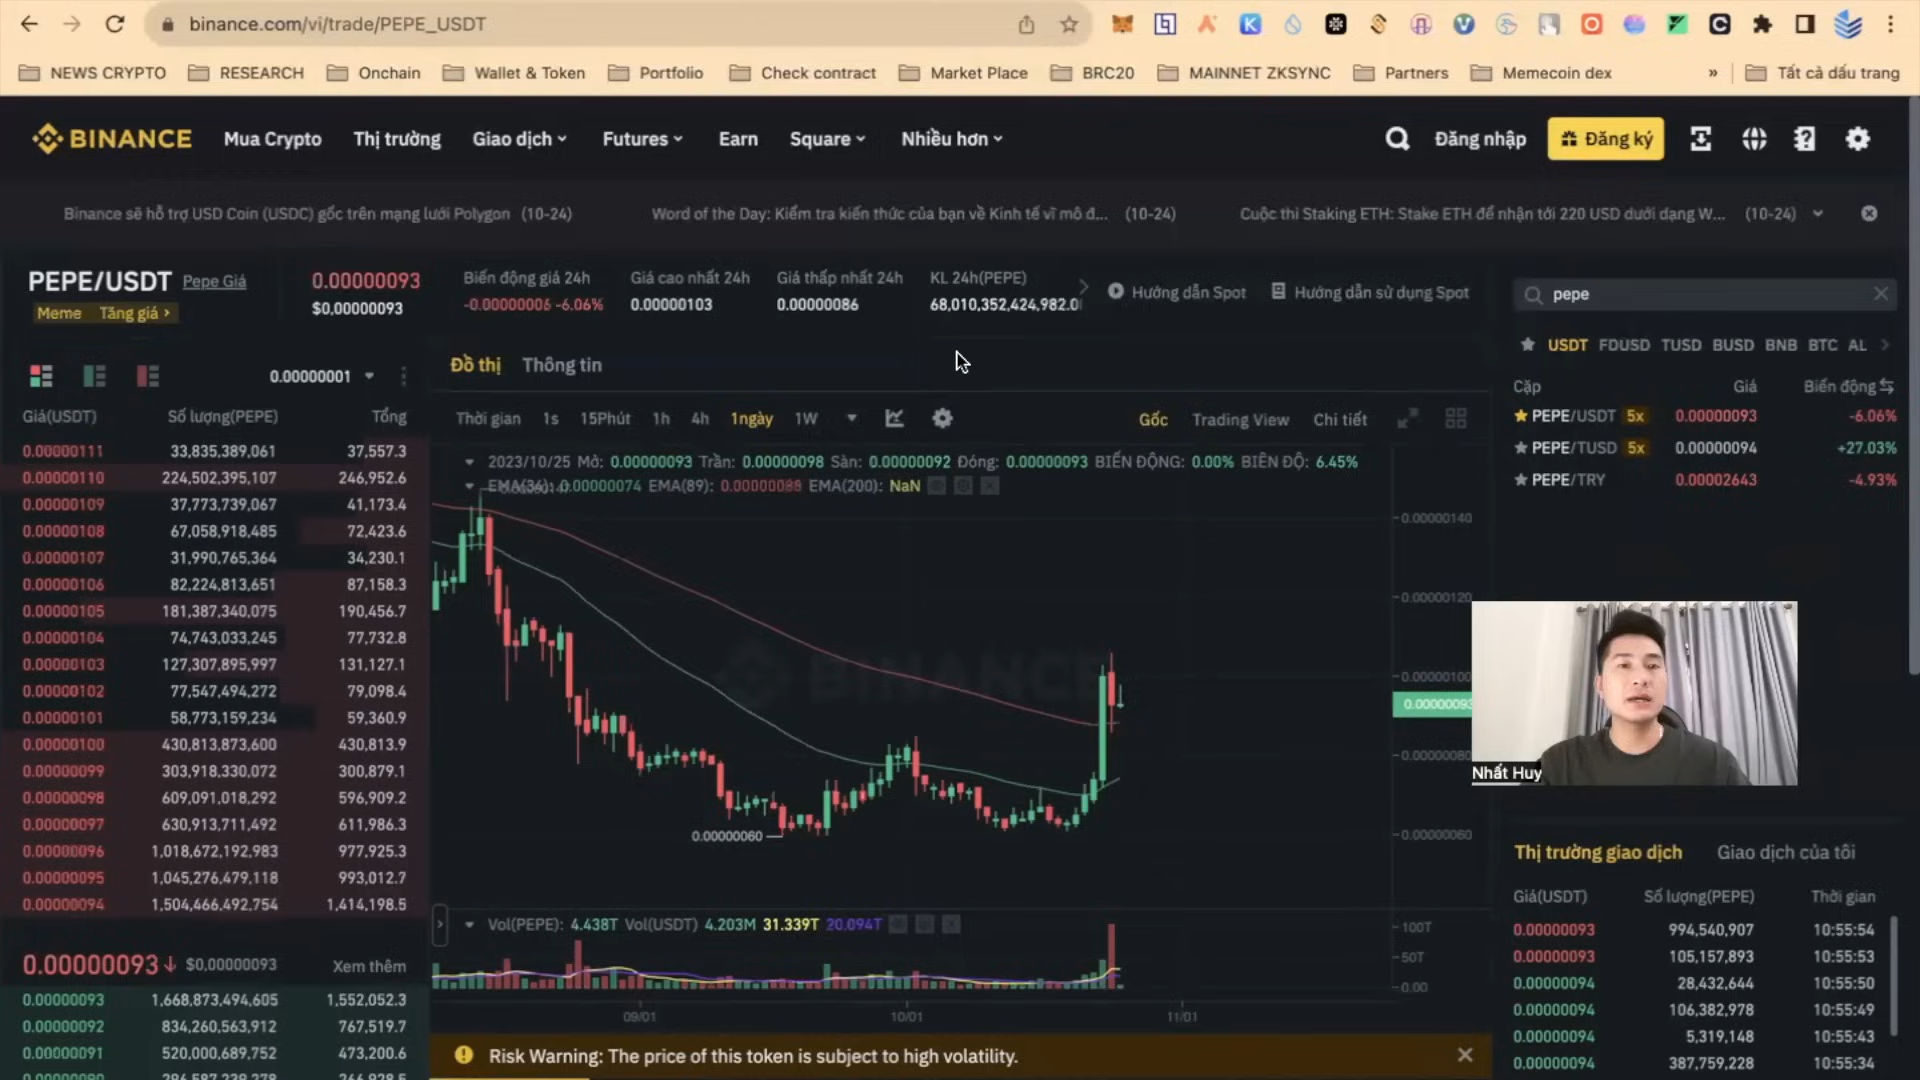 binance.com/vi/trade/PEPE_USDT
NEWS CRYPTO RESEARCH Onchain Wallet & Token Portfolio Check contract Market Place BRC20 MAINNET ZKSYNC Partners Memecoin dex » Tất cả dấu trang
BINANCE Mua Crypto Thị trường Giao dịch Futures Earn Square Nhiều hơn Đăng nhập Đăng ký
Binance sẽ hỗ trợ USD Coin (USDC) gốc trên mạng lưới Polygon (10-24) Word of the Day: Kiểm tra kiến thức của bạn về Kinh tế vĩ mô đ... (10-24) Cuộc thi Staking ETH: Stake ETH để nhận tới 220 USD dưới dạng W... (10-24)
PEPE/USDT Pepe Giá
Meme Tăng giá
0.00000093
$0,00000093
Biến động giá 24h
-0.00000006 -6.06%
Giá cao nhất 24h
0.00000103
Giá thấp nhất 24h
0.00000086
KL 24h(PEPE)
68,010,352,424,982.0
Hướng dẫn Spot Hướng dẫn sử dụng Spot
0.00000001
Giá(USDT) Số lượng(PEPE) Tổng
0.00000111 33,835,389,061 37,557.3
0.00000110 224,502,395,107 246,952.6
0.00000109 37,773,739,067 41,173.4
0.00000108 67,058,918,485 72,423.6
0.00000107 31,990,765,364 34,230.1
0.00000106 82,224,813,651 87,158.3
0.00000105 181,387,340,075 190,456.7
0.00000104 74,743,033,245 77,732.8
0.00000103 127,307,895,997 131,127.1
0.00000102 77,547,494,272 79,098.4
0.00000101 58,773,159,234 59,360.9
0.00000100 430,813,873,600 430,813.9
0.00000099 303,918,330,072 300,879.1
0.00000098 609,091,018,292 596,909.2
0.00000097 630,913,711,492 611,986.3
0.00000096 1,018,672,192,983 977,925.3
0.00000095 1,045,276,479,118 993,012.7
0.00000094 1,504,466,492,754 1,414,198.5
0.00000093 $0,00000093 Xem thêm
0.00000093 1,668,873,494,605 1,552,052.3
0.00000092 834,260,563,912 767,519.7
0.00000091 520,000,689,752 473,200.6
Đồ thị Thông tin
Thời gian 1s 15Phút 1h 4h 1ngày 1W Gốc Trading View Chi tiết
2023/10/25 Mở: 0.00000093 Trần: 0.00000098 Sàn: 0.00000092 Đóng: 0.00000093 BIẾN ĐỘNG: 0.00% BIÊN ĐỘ: 6.45%
EMA(34): 0.00000074 EMA(89): 0.00000088 EMA(200): NaN
0.00000140
0.00000120
BINANCE
0.00000100
0.00000093
0.00000080
0.00000060
0.00000060
Vol(PEPE): 4.438T Vol(USDT) 4.203M 31.339T 20.094T
100T
50T
0.00
09/01 10/01 11/01
Risk Warning: The price of this token is subject to high volatility.
pepe
USDT FDUSD TUSD BUSD BNB BTC AL
Cặp Giá Biến động
PEPE/USDT 5x 0.00000093 -6.06%
PEPE/TUSD 5x 0.00000094 +27.03%
PEPE/TRY 0.00002643 -4.93%
Nhất Huy
Thị trường giao dịch Giao dịch của tôi
Giá(USDT) Số lượng(PEPE) Thời gian
0.00000093 994,540,907 10:55:54
0.00000093 105,157,893 10:55:53
0.00000094 28,432,644 10:55:50
0.00000094 106,382,978 10:55:49
0.00000094 5,319,148 10:55:43
0.00000094 387,759,228 10:55:34